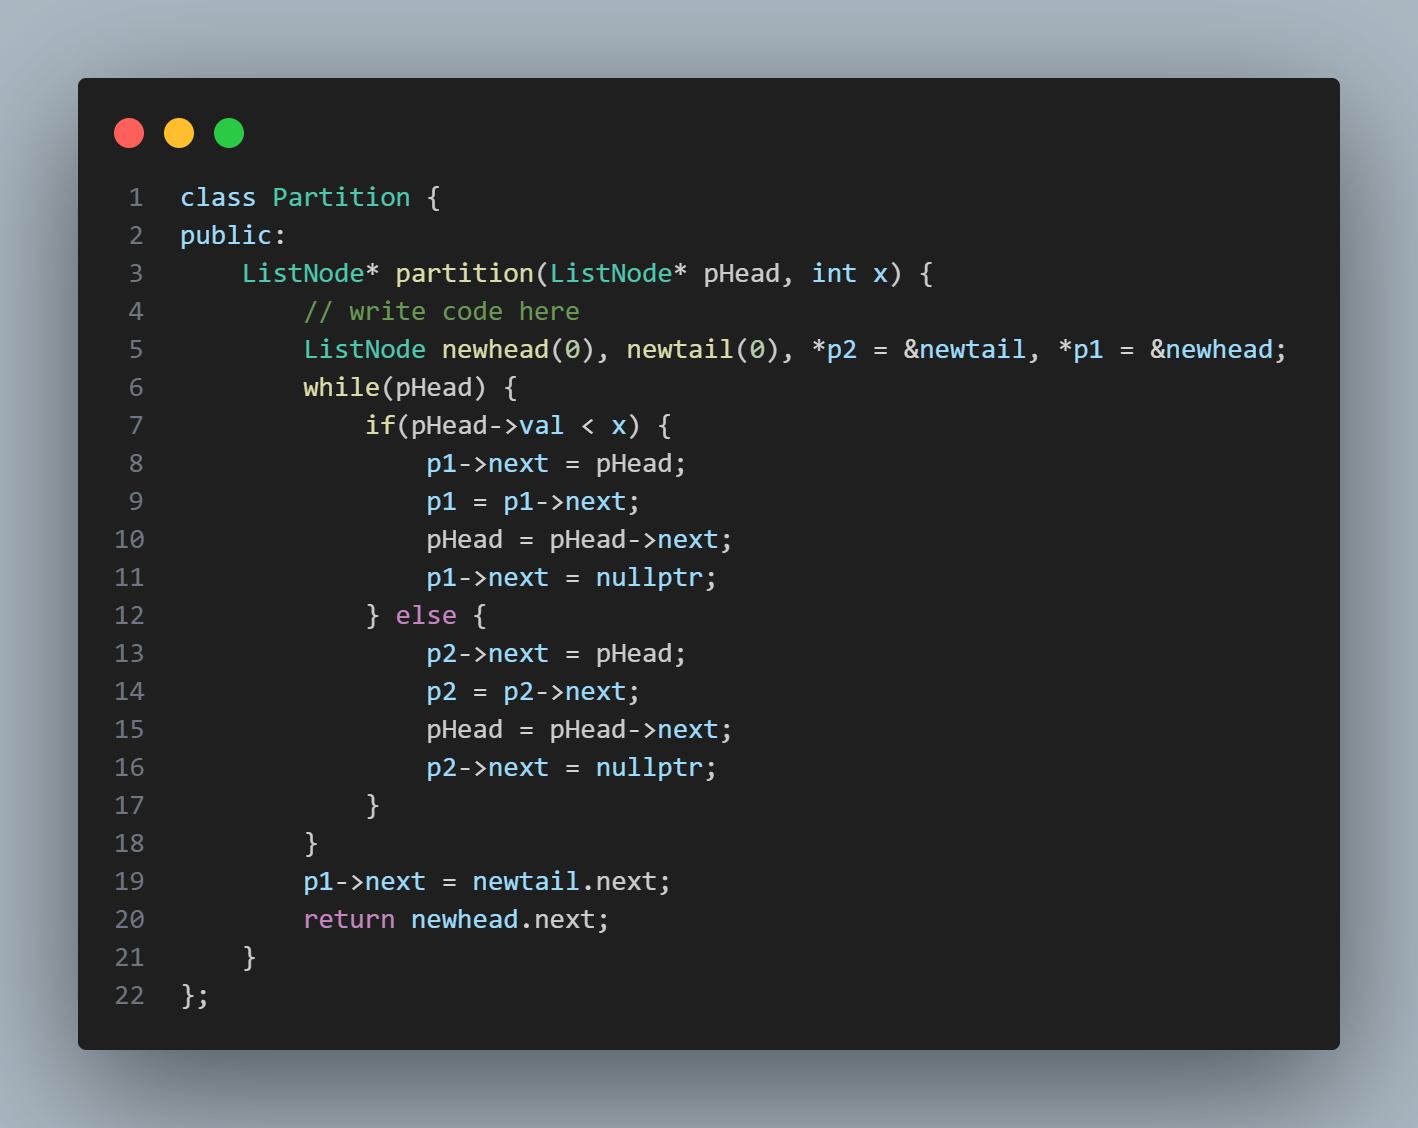 1 class Partition {
2 public:
3     ListNode* partition(ListNode* pHead, int x) {
4         // write code here
5         ListNode newhead(0), newtail(0), *p2 = &newtail, *p1 = &newhead;
6         while(pHead) {
7             if(pHead->val < x) {
8                 p1->next = pHead;
9                 p1 = p1->next;
10                 pHead = pHead->next;
11                 p1->next = nullptr;
12             } else {
13                 p2->next = pHead;
14                 p2 = p2->next;
15                 pHead = pHead->next;
16                 p2->next = nullptr;
17             }
18         }
19         p1->next = newtail.next;
20         return newhead.next;
21     }
22 };